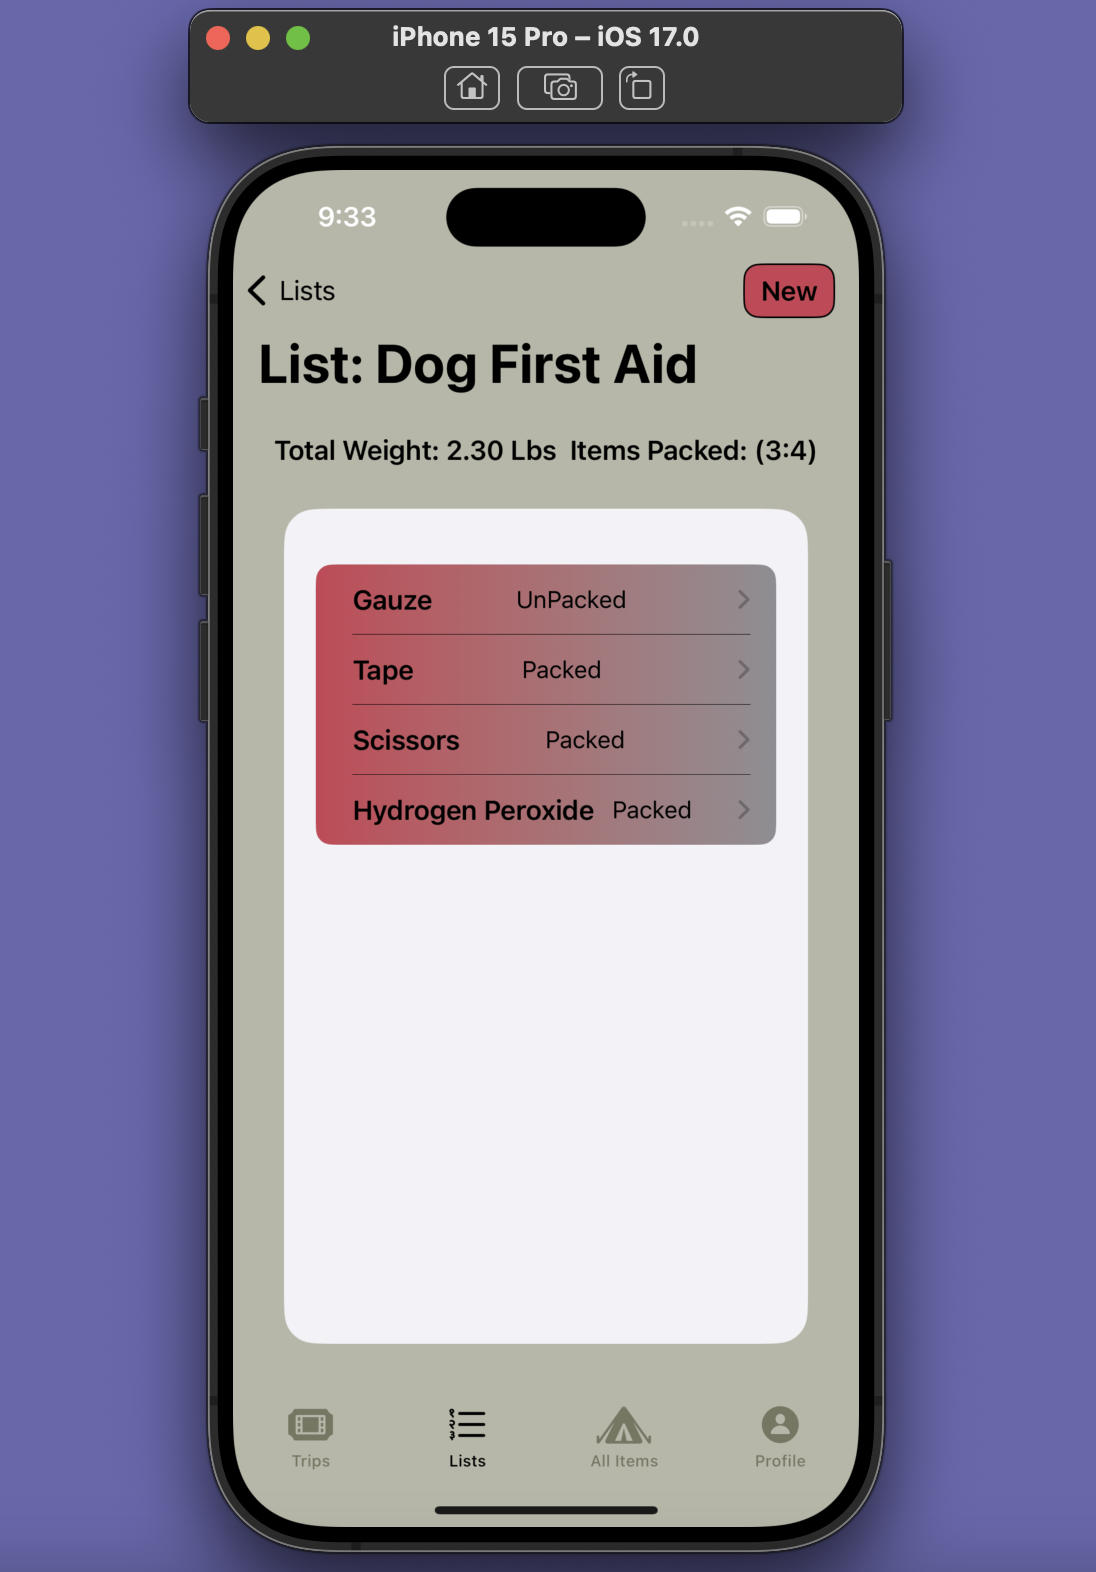 iPhone 15 Pro – iOS 17.0
9:33
Lists
New
List: Dog First Aid
Total Weight: 2.30 Lbs Items Packed: (3:4)
Gauze UnPacked
Tape Packed
Scissors Packed
Hydrogen Peroxide Packed
Trips Lists All Items Profile